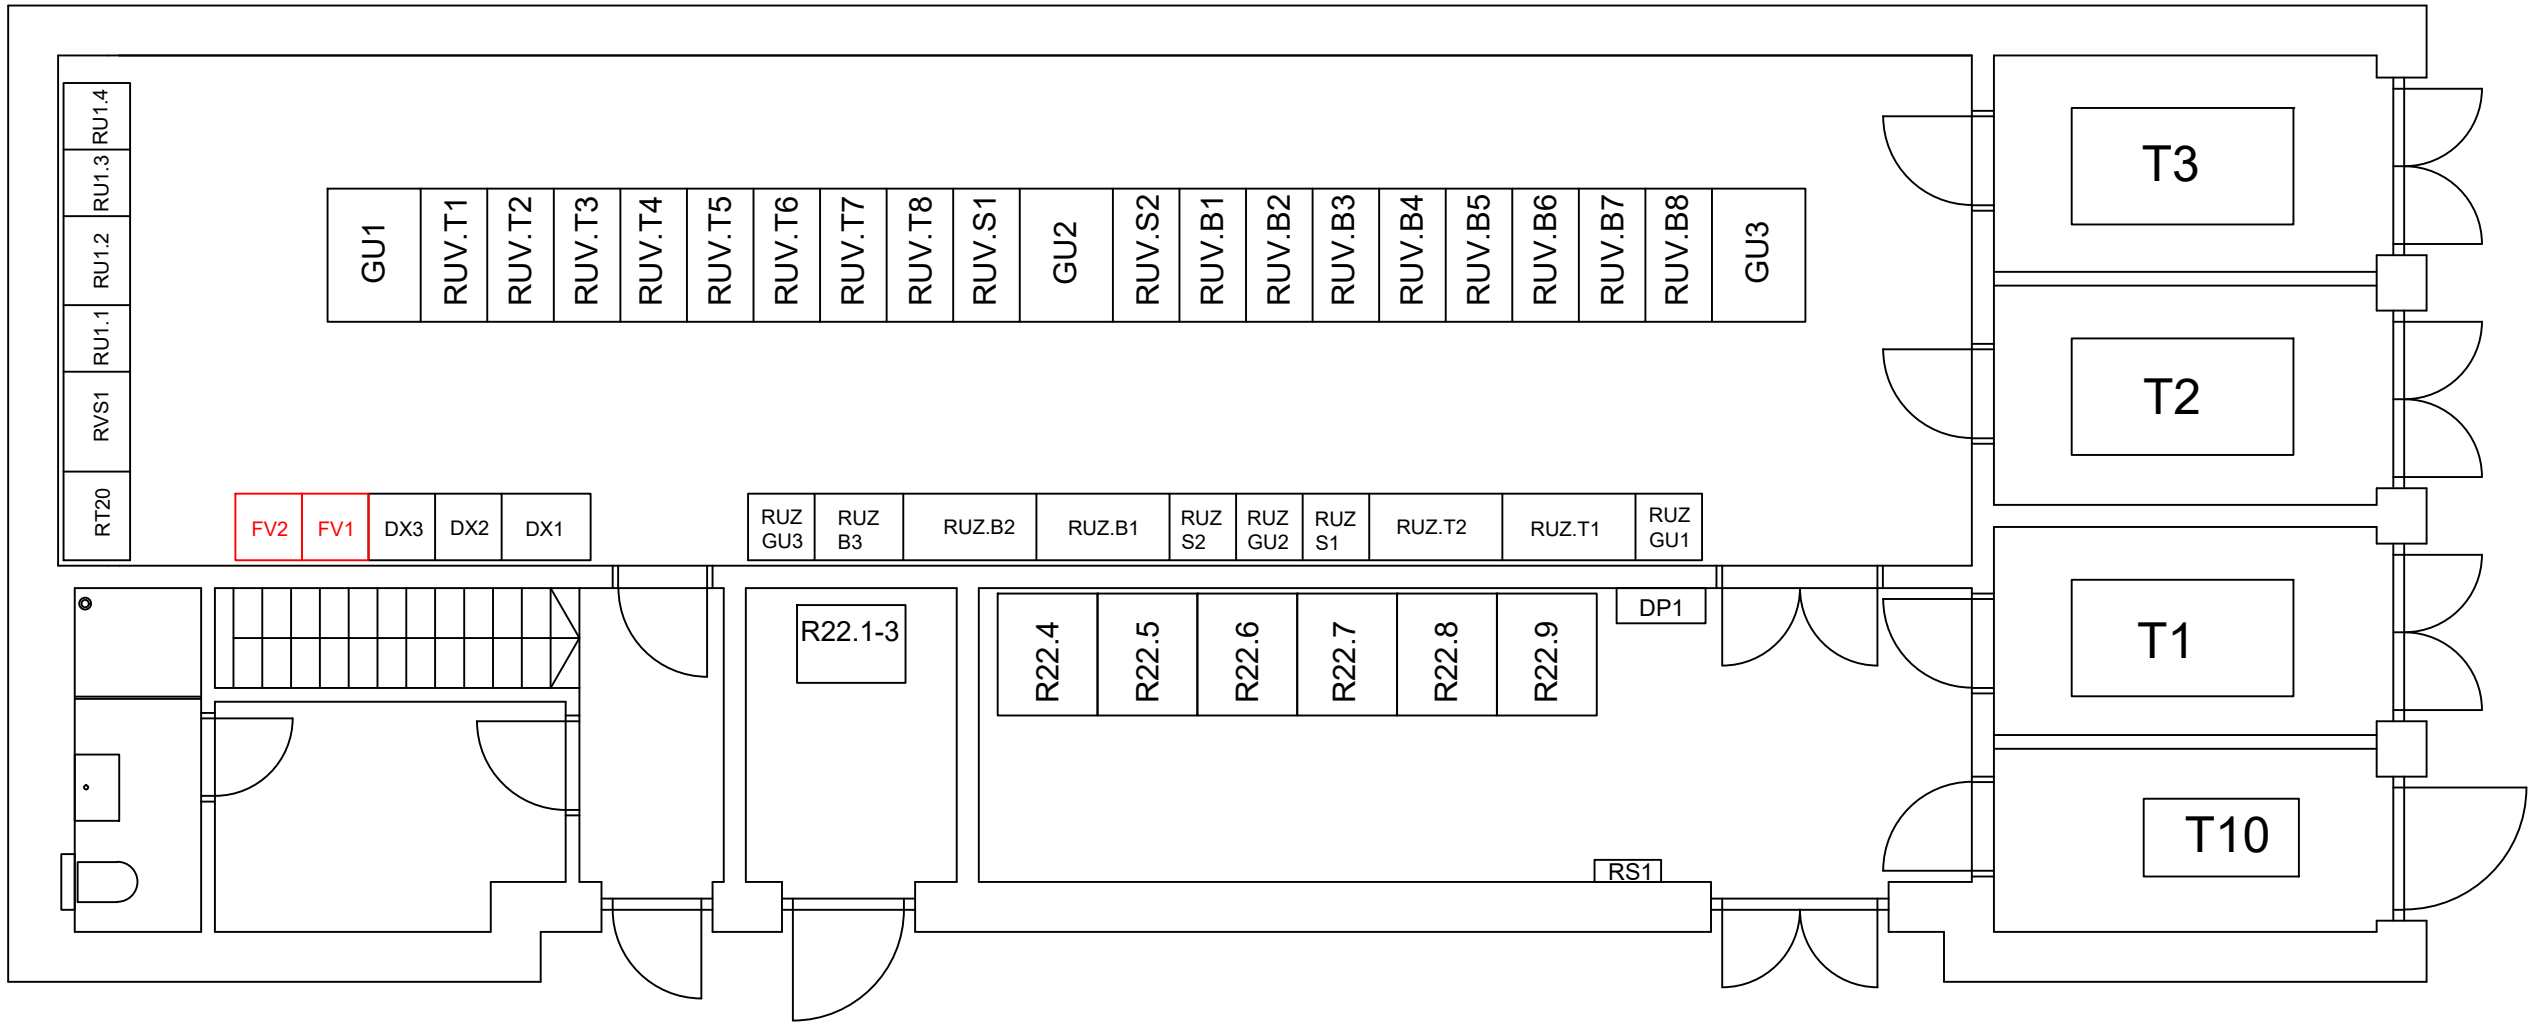 RU1.4
RU1.3
RU1.2
RU1.1
RVS1
RT20
GU1
RUV.T1
RUV.T2
RUV.T3
RUV.T4
RUV.T5
RUV.T6
RUV.T7
RUV.T8
RUV.S1
GU2
RUV.S2
RUV.B1
RUV.B2
RUV.B3
RUV.B4
RUV.B5
RUV.B6
RUV.B7
RUV.B8
GU3
T3
T2
T1
T10
FV2
FV1
DX3
DX2
DX1
RUZ
GU3
RUZ
B3
RUZ.B2
RUZ.B1
RUZ
S2
RUZ
GU2
RUZ
S1
RUZ.T2
RUZ.T1
RUZ
GU1
R22.1-3
R22.4
R22.5
R22.6
R22.7
R22.8
R22.9
DP1
RS1